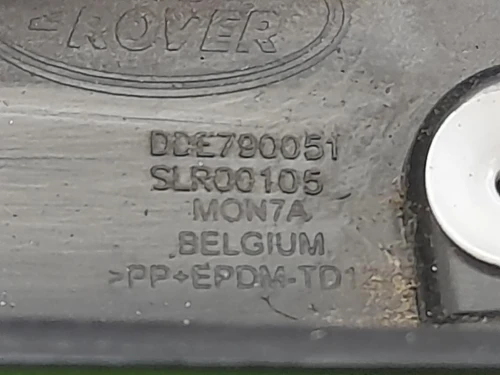 -ROVER
DDE790051
SLR00105
MON7A
BELGIUM
>PP+EPDM-TD1